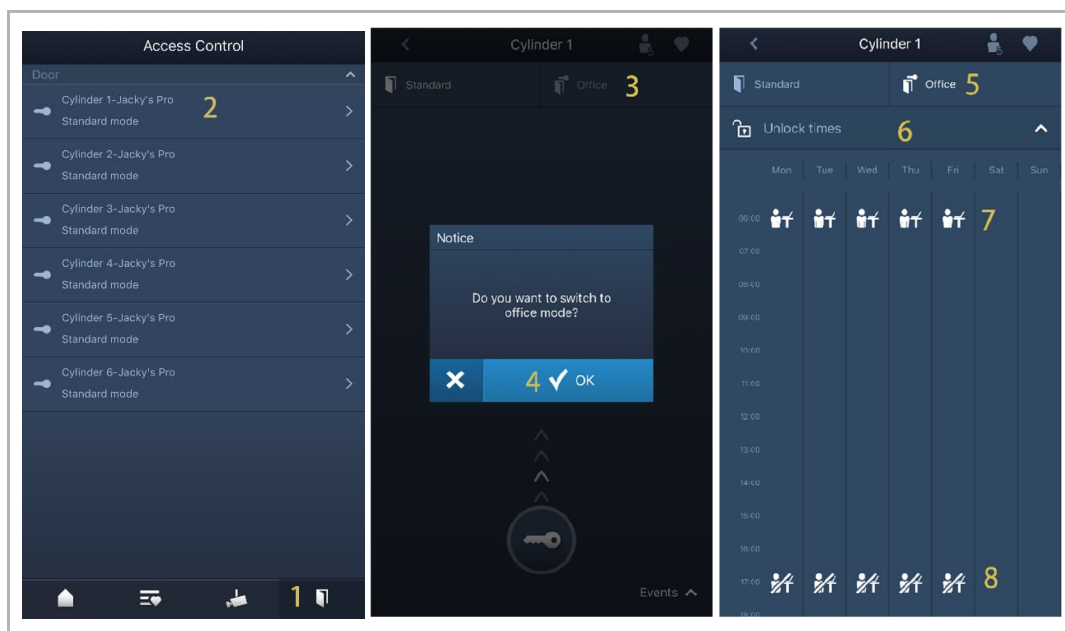 Access Control
Door
Cylinder 1-Jacky's Pro
2
Standard mode
Cylinder 2-Jacky's Pro
Standard mode
Cylinder 3-Jacky's Pro
Standard mode
Cylinder 4-Jacky's Pro
Standard mode
Cylinder 5-Jacky's Pro
Standard mode
Cylinder 6-Jacky's Pro
Standard mode
1
Cylinder 1
Standard
Office
3
Notice
Do you want to switch to
office mode?
4
OK
Events
Cylinder 1
Standard
Office
5
Unlock times
6
Mon Tue Wed Thu Fri Sat Sun
06:00
7
07:00
08:00
09:00
10:00
11:00
12:00
13:00
14:00
15:00
16:00
17:00
8
18:00